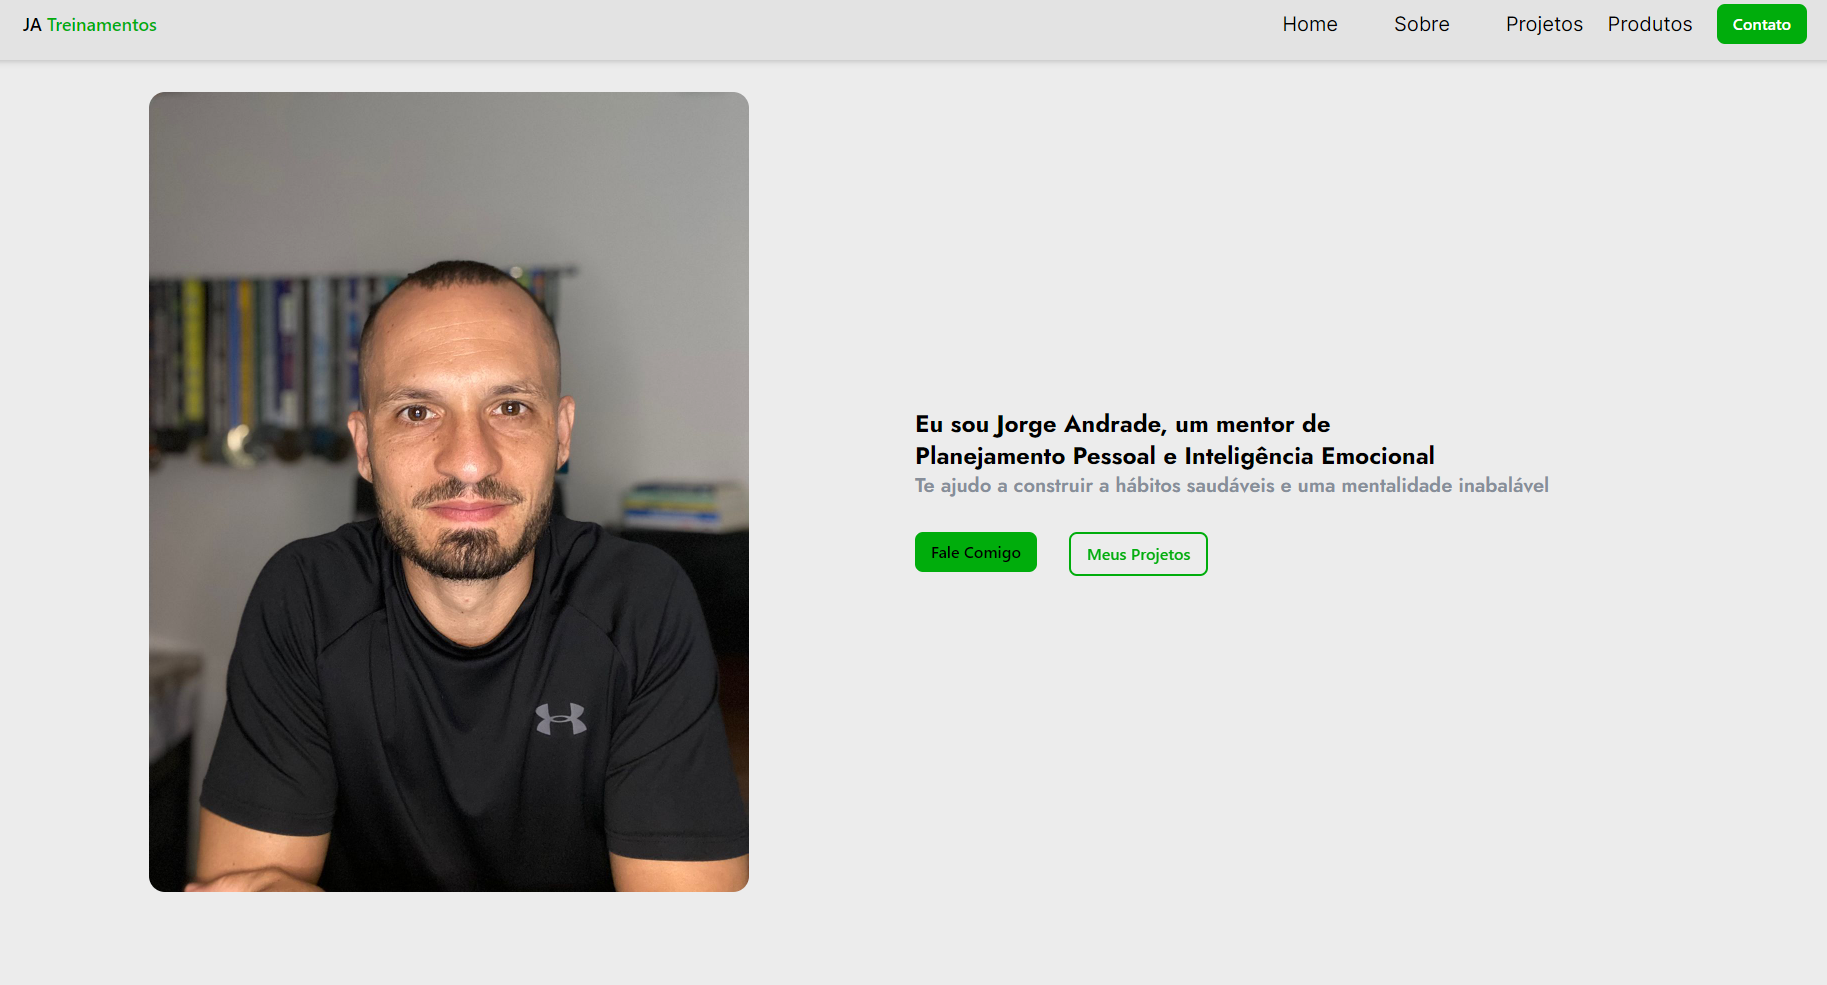 JA Treinamentos
Home Sobre Projetos Produtos Contato
Eu sou Jorge Andrade, um mentor de
Planejamento Pessoal e Inteligência Emocional
Te ajudo a construir a hábitos saudáveis e uma mentalidade inabalável
Fale Comigo Meus Projetos